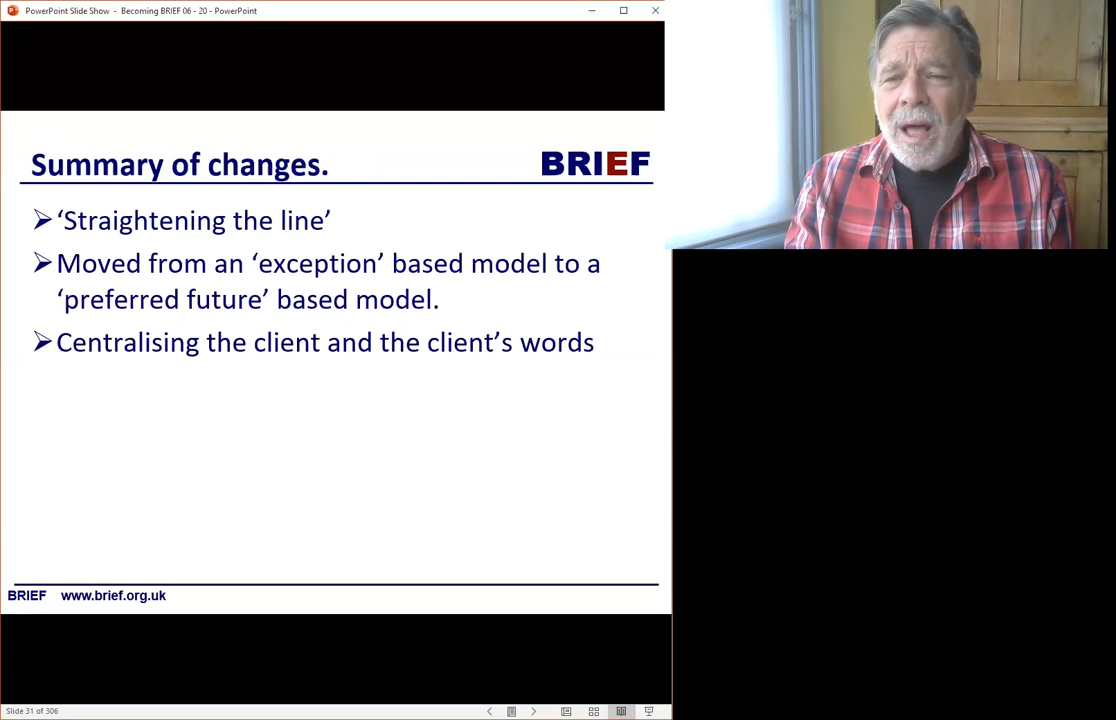 PowerPoint Slide Show - Becoming BRIEF 06 - 20 - PowerPoint
Summary of changes.
BRIEF
‘Straightening the line’
Moved from an ‘exception’ based model to a
‘preferred future’ based model.
Centralising the client and the client’s words
BRIEF www.brief.org.uk
Slide 31 of 306